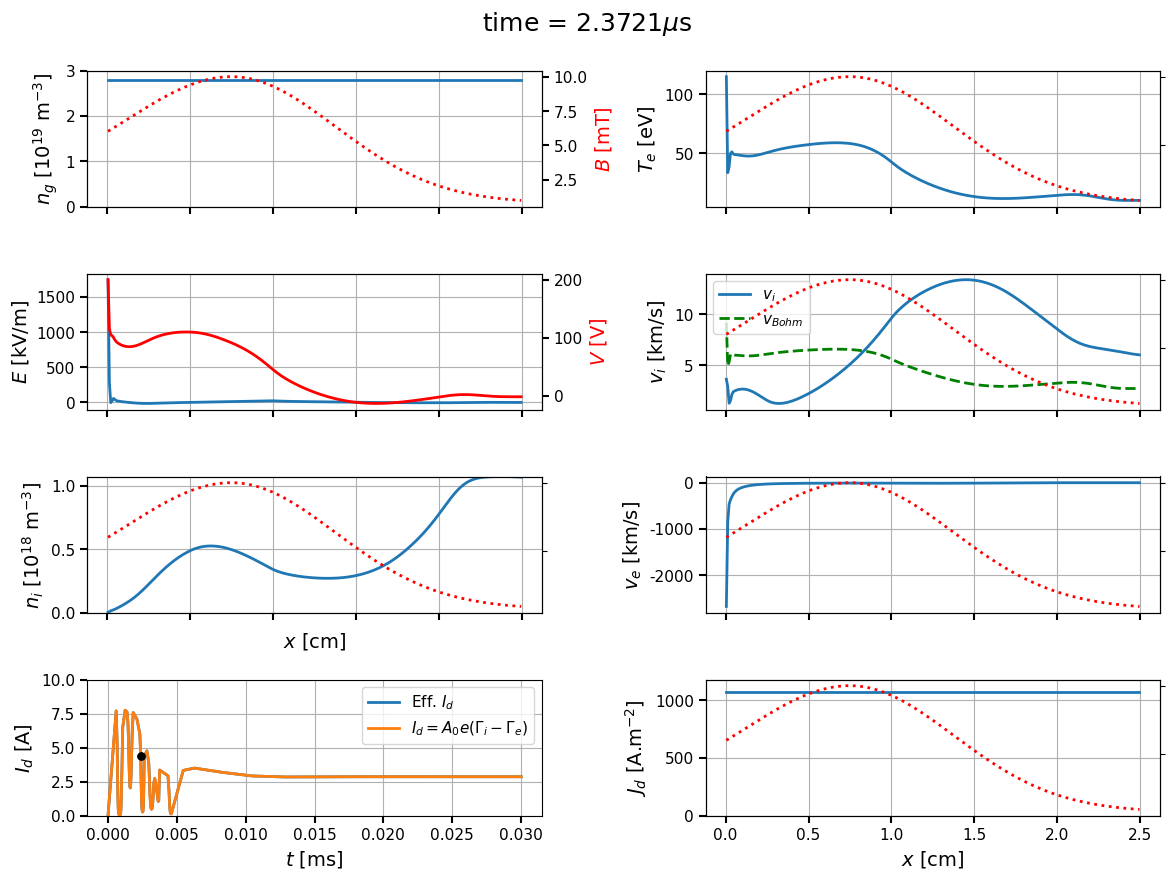 time = 2.3721μs
n_g [10^19 m^-3]
3
2
1
0
10.0
7.5
5.0
2.5
B [mT]
T_e [eV]
100
50
E [kV/m]
1500
1000
500
0
200
100
0
V [V]
v_i [km/s]
10
5
v_i
v_Bohm
n_i [10^18 m^-3]
1.0
0.5
0.0
x [cm]
v_e [km/s]
0
-1000
-2000
I_d [A]
10.0
7.5
5.0
2.5
0.0
Eff. I_d
I_d = A_0e(Γ_i − Γ_e)
0.000 0.005 0.010 0.015 0.020 0.025 0.030
t [ms]
J_d [A.m^-2]
1000
500
0
0.0 0.5 1.0 1.5 2.0 2.5
x [cm]